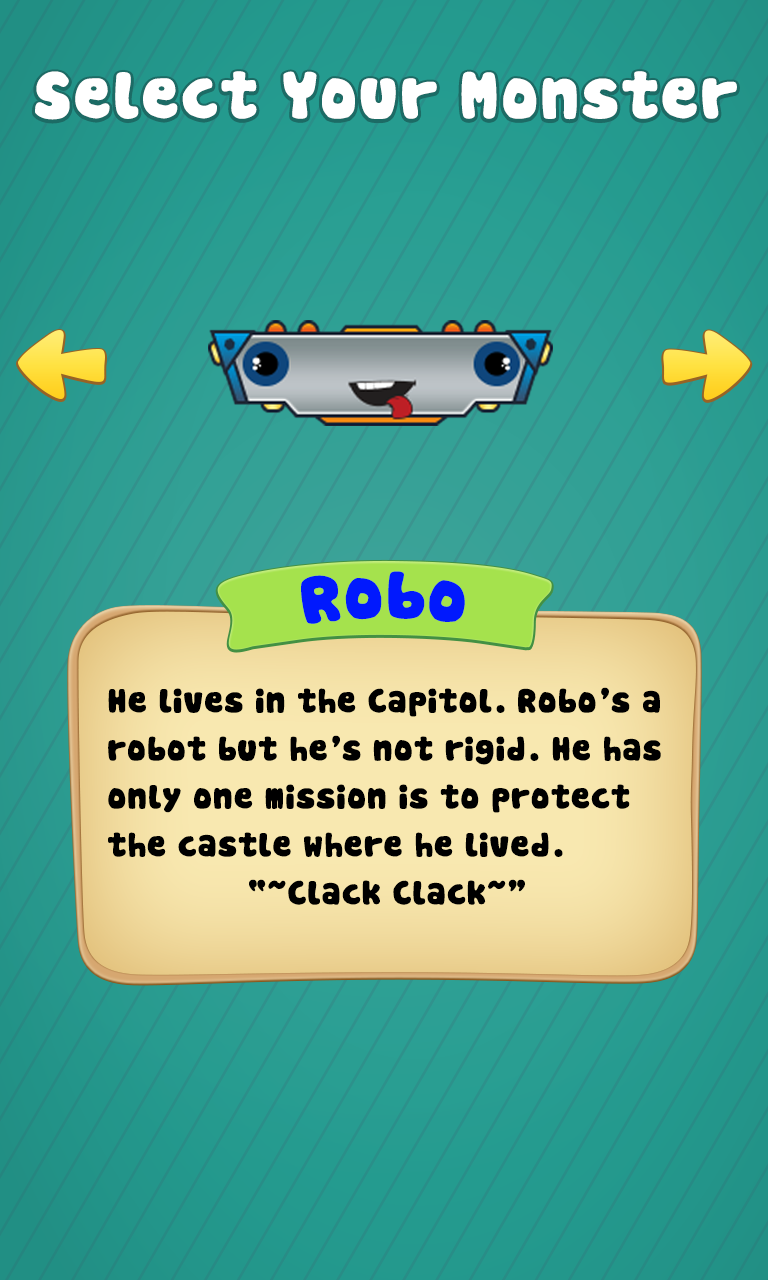 Select Your Monster
Robo
He lives in the Capitol. Robo's a
robot but he's not rigid. He has
only one mission is to protect
the castle where he lived.
"~Clack Clack~"